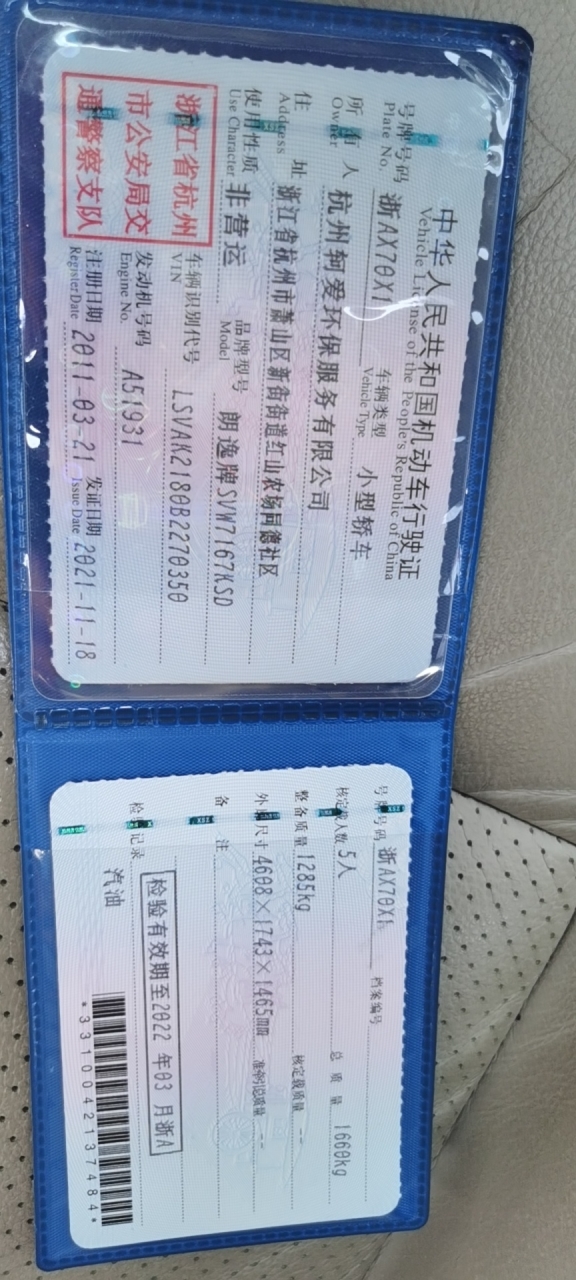 中华人民共和国机动车行驶证
Vehicle License of the People's Republic of China
号牌号码 浙AX70X1 车辆类型 小型轿车
Plate No. Vehicle Type
所有人 杭州轲爱环保服务有限公司
Owner
住址 浙江省杭州市萧山区新街街道红山农场同德社区
Address
使用性质 非营运 品牌型号 朗逸牌SVW7167KSD
Use Character Model
浙江省杭州
市公安局交
通警察支队
车辆识别代号 LSVAK2180B2270350
VIN
发动机号码 A51931
Engine No.
注册日期 2011-03-21 发证日期 2021-11-18
Register Date Issue Date
号牌号码 浙AX70X1 档案编号
核定载人数 5人 总质量 1660kg
整备质量 1285kg 核定载质量 --
外廓尺寸 4608×1743×1465mm 准牵引总质量 --
备注
检验有效期至2022年03月浙A
检验记录
汽油
*3310042137484*